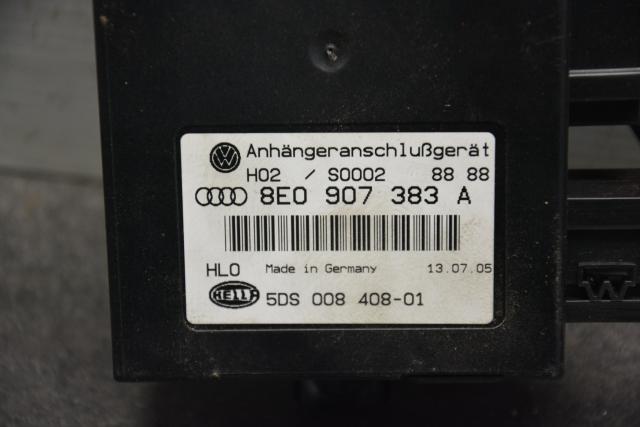 Anhängeranschlußgerät
H02 / S0002 88 88
8E0 907 383 A
HL0 Made in Germany 13.07.05
HELLA 5DS 008 408-01